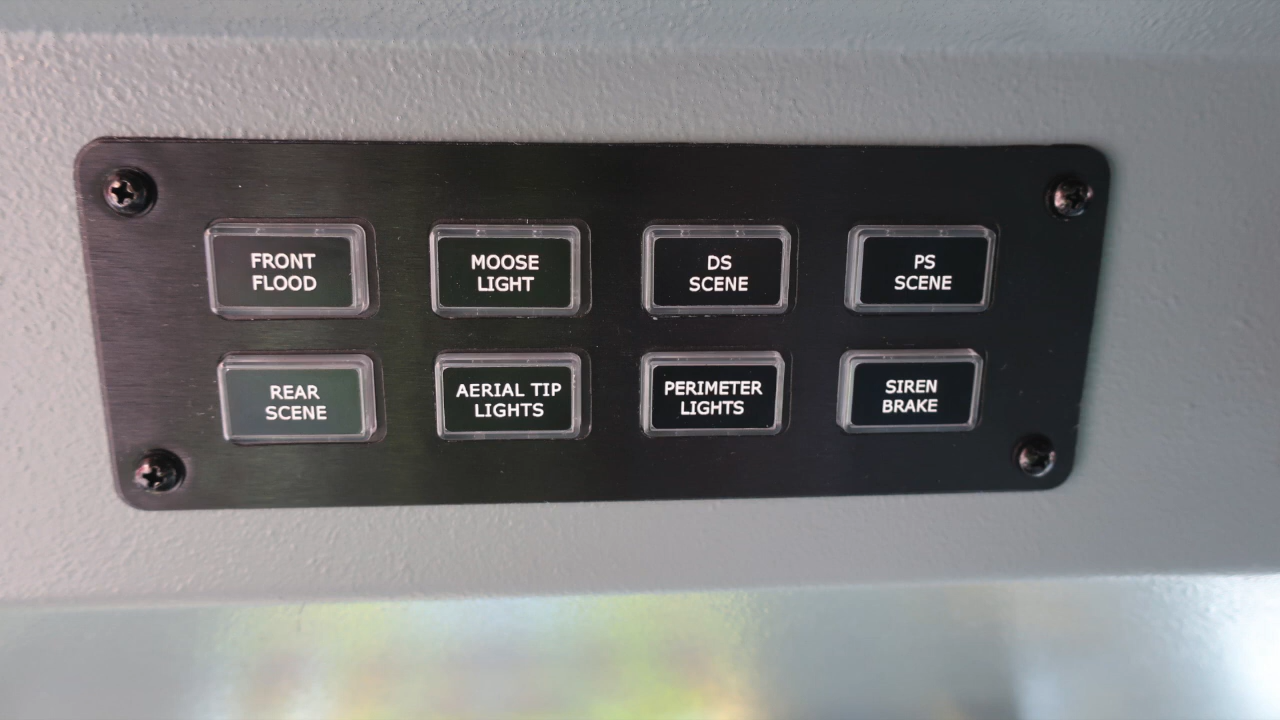 FRONT
FLOOD
MOOSE
LIGHT
DS
SCENE
PS
SCENE
REAR
SCENE
AERIAL TIP
LIGHTS
PERIMETER
LIGHTS
SIREN
BRAKE